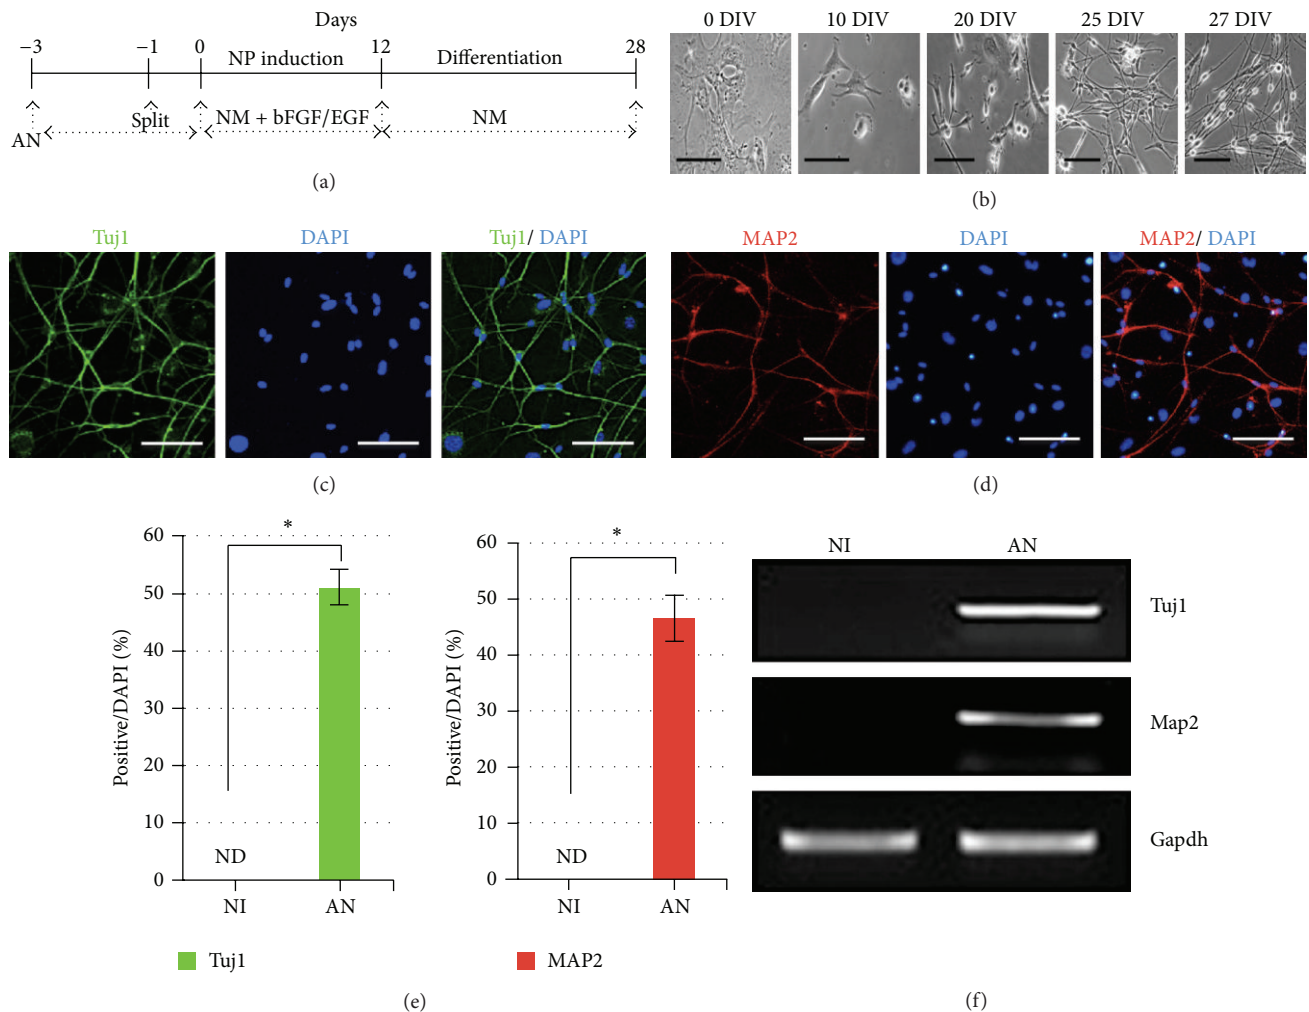 Days
−3 −1 0 12 28
NP induction Differentiation
Split NM + bFGF/EGF NM
AN
(a)
0 DIV 10 DIV 20 DIV 25 DIV 27 DIV
(b)
Tuj1 DAPI Tuj1/ DAPI
(c)
MAP2 DAPI MAP2/ DAPI
(d)
Positive/DAPI (%)
60
50
40
30
20
10
0
*
ND
NI AN
Tuj1
Positive/DAPI (%)
60
50
40
30
20
10
0
*
ND
NI AN
MAP2
(e)
NI AN
Tuj1
Map2
Gapdh
(f)